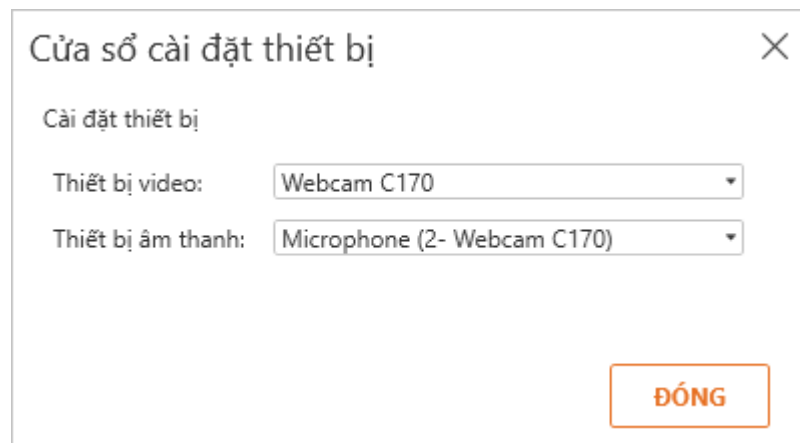 Cửa sổ cài đặt thiết bị
Cài đặt thiết bị
Thiết bị video: Webcam C170
Thiết bị âm thanh: Microphone (2- Webcam C170)
ĐÓNG